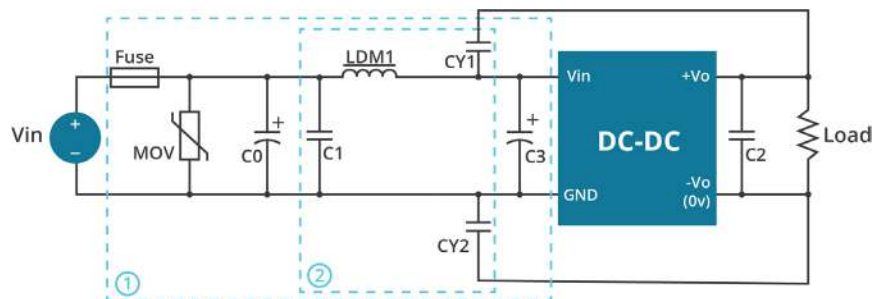 Fuse
LDM1
CY1
Vin
+Vo
Vin
+
−
MOV
C0
+
C1
+
C3
DC-DC
C2
Load
GND
-Vo
(0v)
CY2
1
2